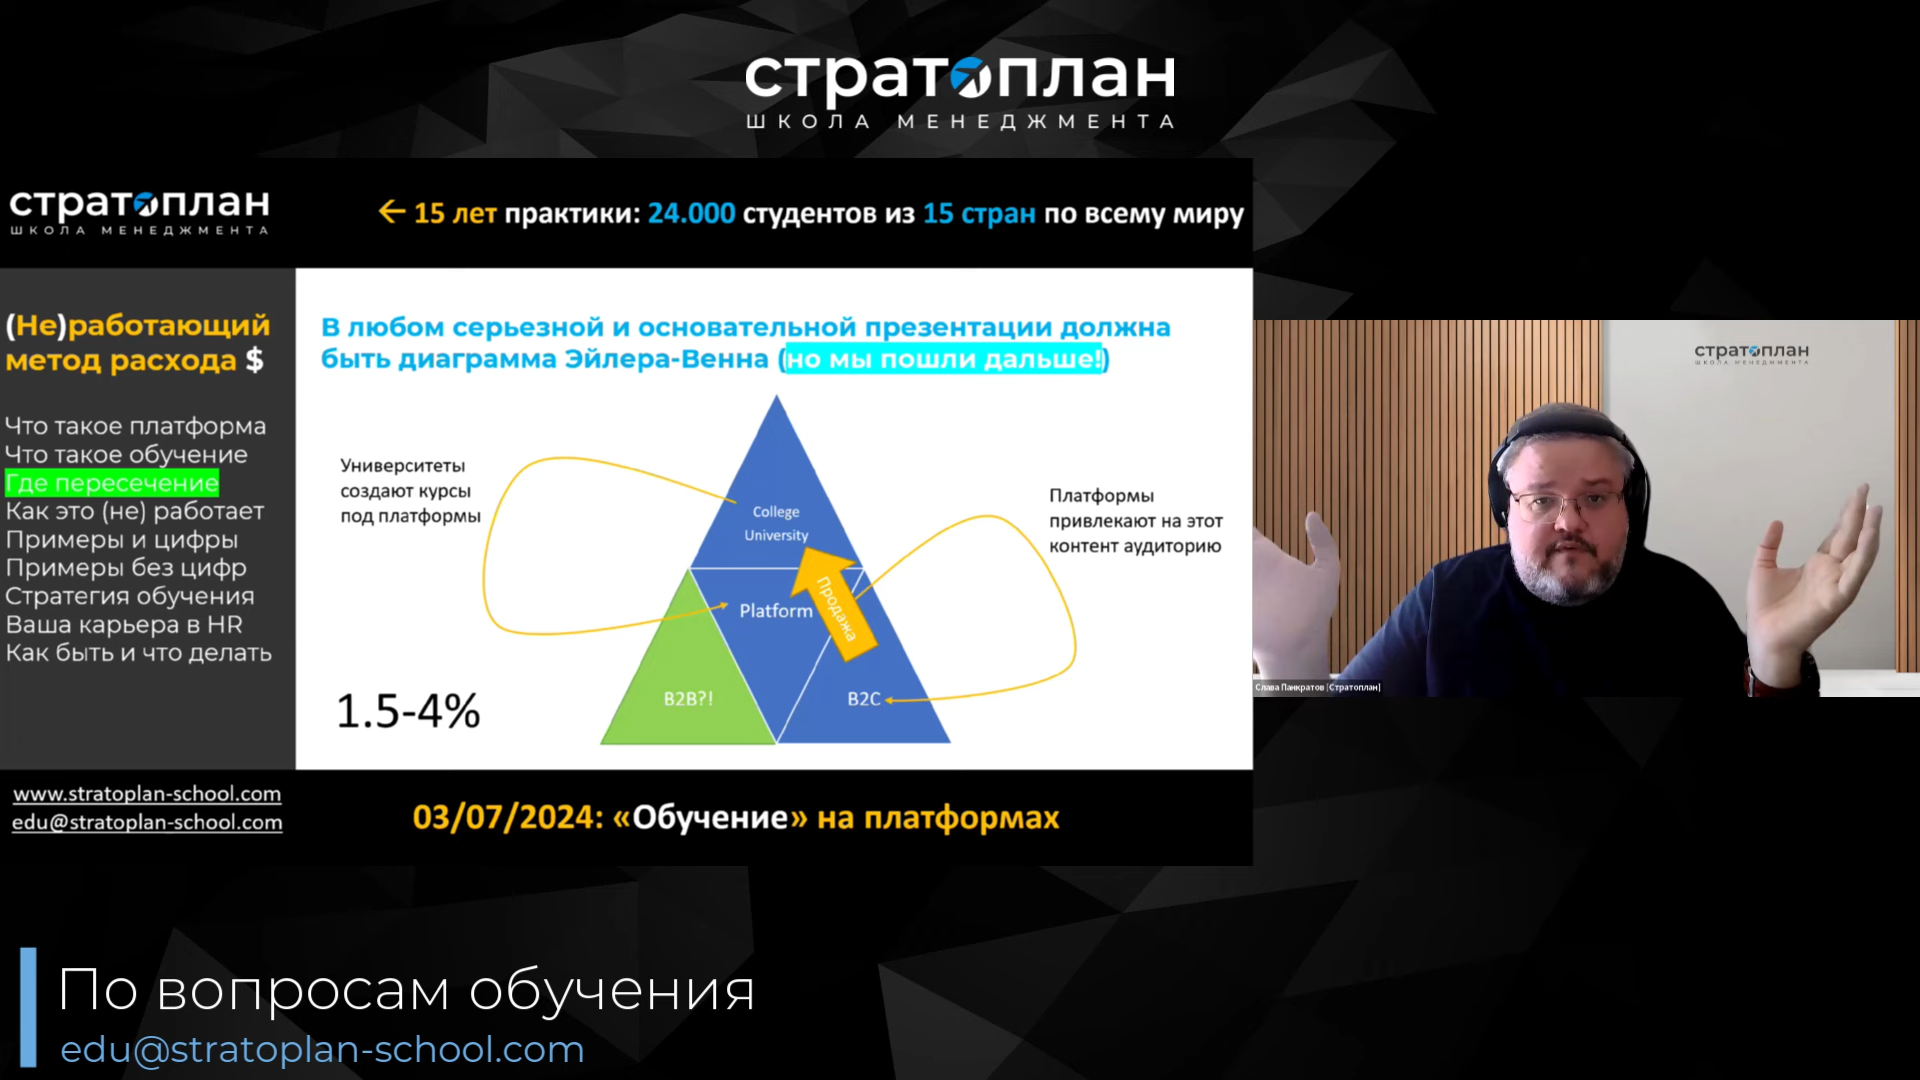 стратоплан
ШКОЛА МЕНЕДЖМЕНТА
стратоплан
ШКОЛА МЕНЕДЖМЕНТА
← 15 лет практики: 24.000 студентов из 15 стран по всему миру
(Не)работающий
метод расхода $
Что такое платформа
Что такое обучение
Где пересечение
Как это (не) работает
Примеры и цифры
Примеры без цифр
Стратегия обучения
Ваша карьера в HR
Как быть и что делать
В любом серьезной и основательной презентации должна
быть диаграмма Эйлера-Венна (но мы пошли дальше!)
Университеты
создают курсы
под платформы
College
University
Platform
Продажа
B2B?!
B2C
Платформы
привлекают на этот
контент аудиторию
1.5-4%
www.stratoplan-school.com
edu@stratoplan-school.com
03/07/2024: «Обучение» на платформах
стратоплан
ШКОЛА МЕНЕДЖМЕНТА
Слава Панкратов [Стратоплан]
По вопросам обучения
edu@stratoplan-school.com